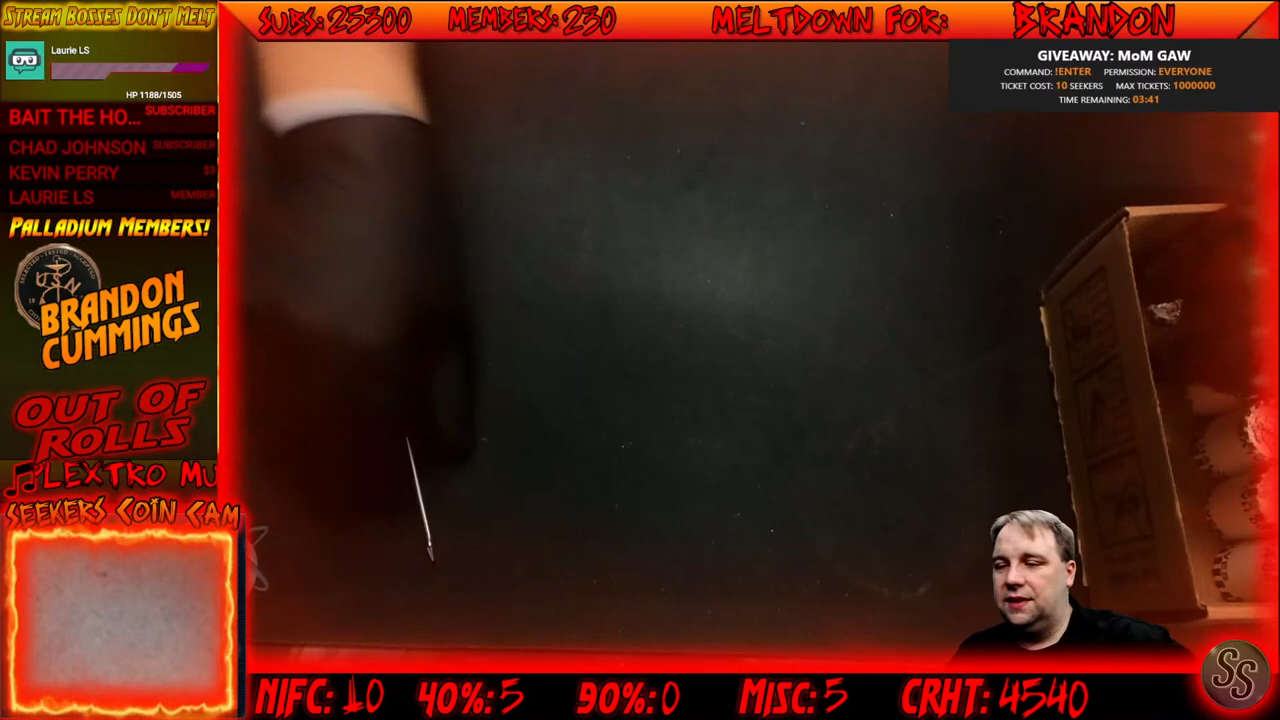 STREAM BOSSES DON'T MELT
Laurie LS
HP 1188/1505
BAIT THE HO... SUBSCRIBER
CHAD JOHNSON SUBSCRIBER
KEVIN PERRY $3
LAURIE LS MEMBER
PALLADIUM MEMBERS!
BRANDON
CUMMINGS
OUT OF
ROLLS
LEXTRO MU
SEEKERS COIN CAM
SUBS: 25300 MEMBERS: 230 MELTDOWN FOR: BRANDON
GIVEAWAY: MoM GAW
COMMAND: !ENTER PERMISSION: EVERYONE
TICKET COST: 10 SEEKERS MAX TICKETS: 1000000
TIME REMAINING: 03:41
NIFC: 10 40%: 5 90%: 0 MISC: 5 CRHT: 4540
SS